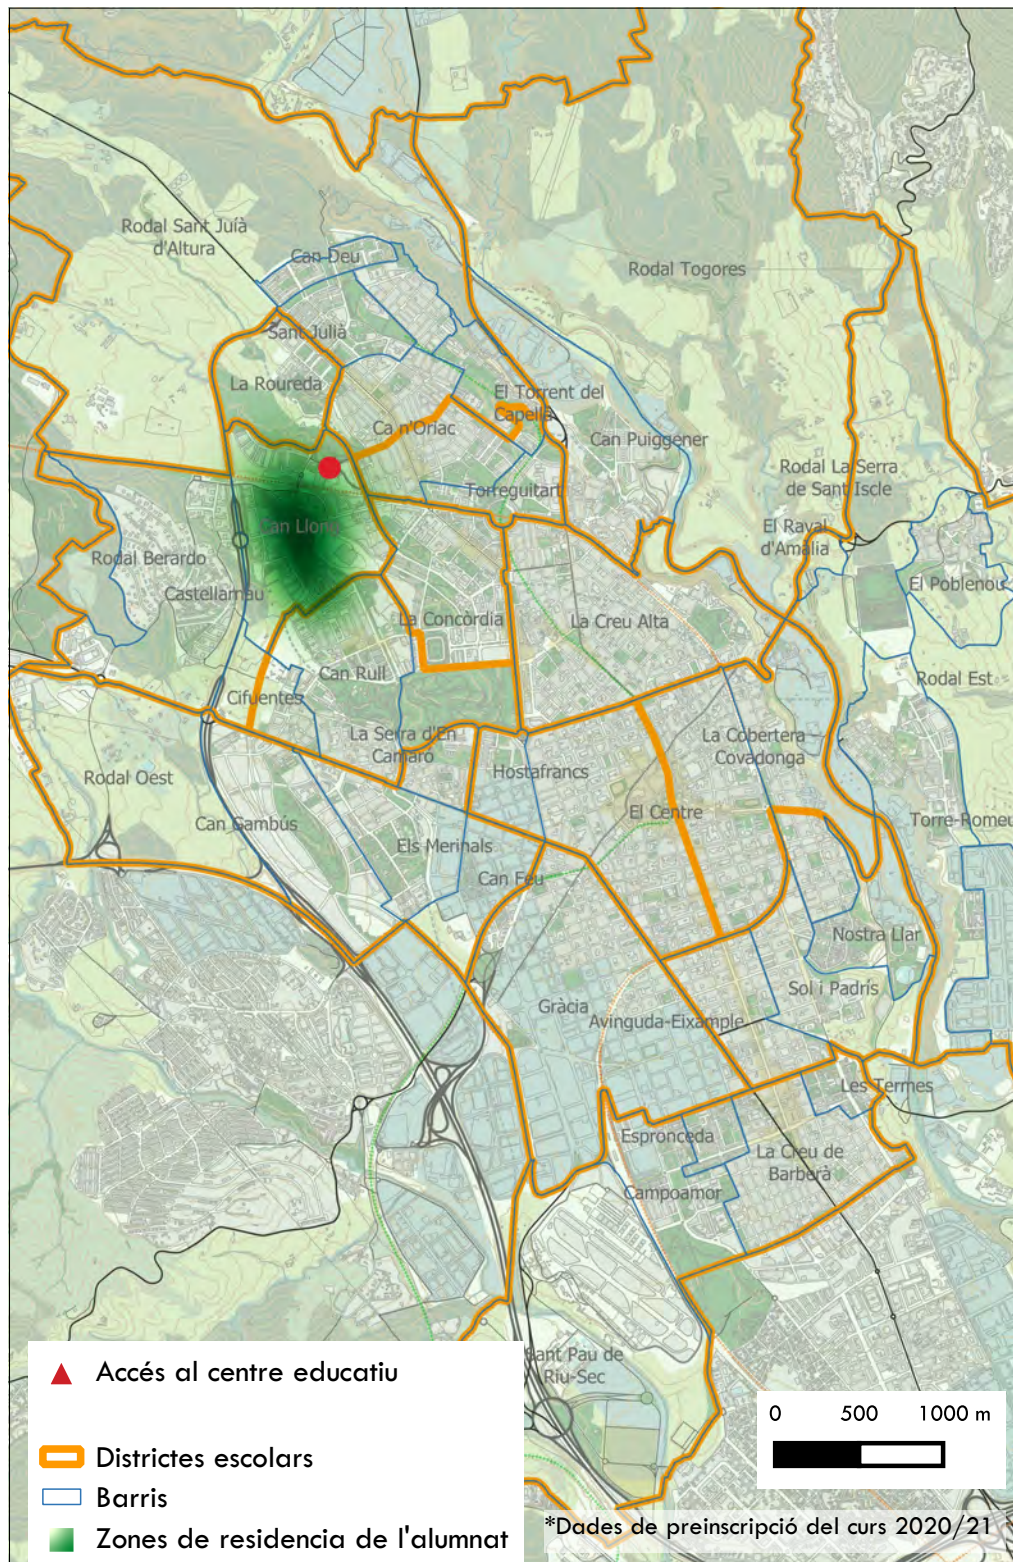 Rodal Sant Juíà
d'Altura
Can Deu
Rodal Togores
Sant Julià
La Roureda
El Torrent del
Capellà
Ca n'Oriac
Can Puiggener
Rodal La Serra
de Sant Iscle
Torreguitart
Can Llong
El Raval
d'Amàlia
Rodal Berardo
El Poblenou
Castellarnau
La Concòrdia
La Creu Alta
Can Rull
Rodal Est
Cifuentes
La Serra d'En
Camaró
La Cobertera
Covadonga
Hostafrancs
Rodal Oest
El Centre
Can Gambús
Torre-Romeu
Els Merinals
Can Feu
Nostra Llar
Sol i Padrís
Gràcia
Avinguda-Eixample
Les Termes
Espronceda
La Creu de
Barberà
Campoamor
Sant Pau de
Riu-Sec
Accés al centre educatiu
Districtes escolars
Barris
Zones de residencia de l'alumnat
0 500 1000 m
*Dades de preinscripció del curs 2020/21